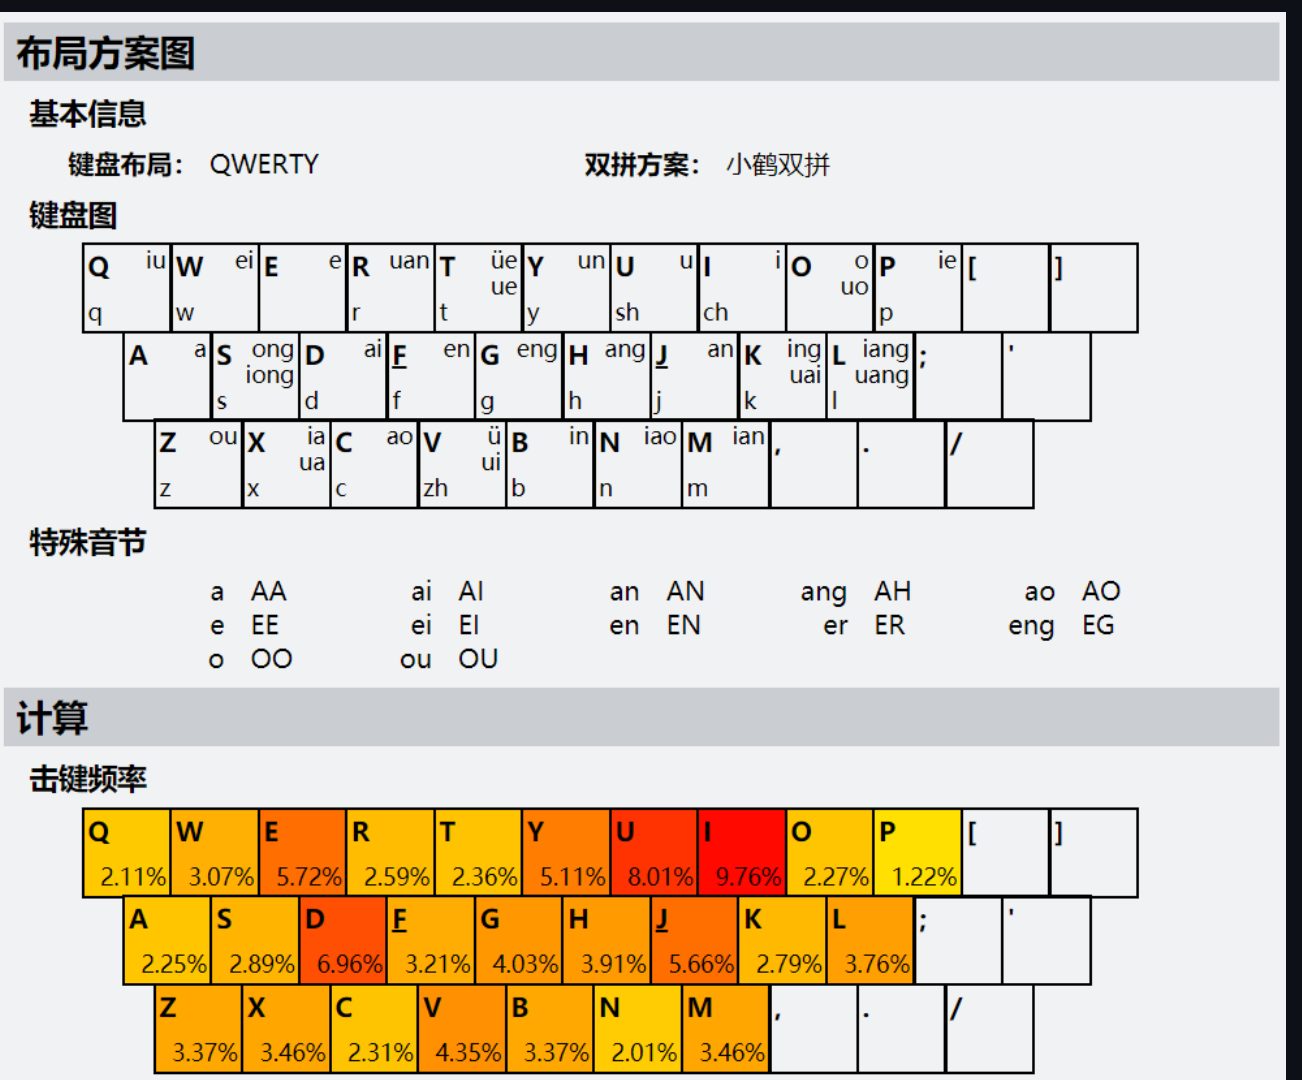 布局方案图
基本信息
键盘布局： QWERTY 双拼方案： 小鹤双拼
键盘图
Q iu W ei E e R uan T üe Y un U u I i O o P ie [ ]
ue uo
q w r t y sh ch p
A a S ong D ai F en G eng H ang J an K ing L iang ; '
iong uai uang
s d f g h j k l
Z ou X ia C ao V ü B in N iao M ian , . /
ua ui
z x c zh b n m
特殊音节
a AA ai AI an AN ang AH ao AO
e EE ei EI en EN er ER eng EG
o OO ou OU
计算
击键频率
Q W E R T Y U I O P [ ]
2.11% 3.07% 5.72% 2.59% 2.36% 5.11% 8.01% 9.76% 2.27% 1.22%
A S D F G H J K L ; '
2.25% 2.89% 6.96% 3.21% 4.03% 3.91% 5.66% 2.79% 3.76%
Z X C V B N M , . /
3.37% 3.46% 2.31% 4.35% 3.37% 2.01% 3.46%